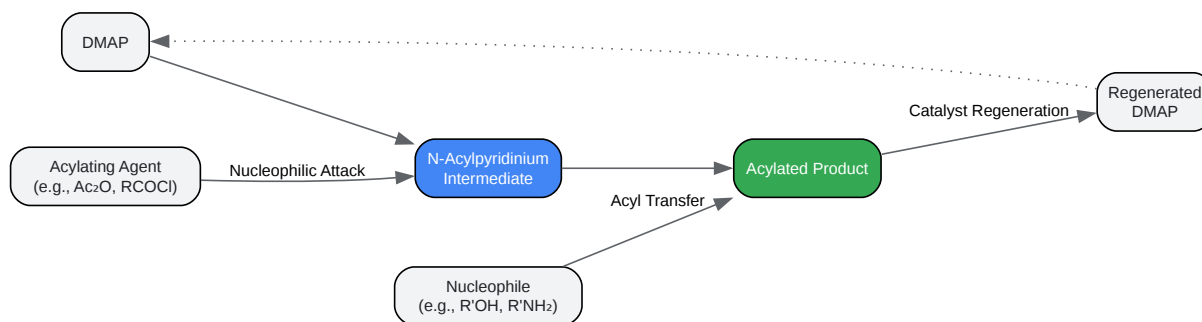 DMAP
Regenerated
DMAP
Catalyst Regeneration
Acylating Agent
(e.g., Ac₂O, RCOCl)
Nucleophilic Attack
N-Acylpyridinium
Intermediate
Acylated Product
Acyl Transfer
Nucleophile
(e.g., R'OH, R'NH₂)